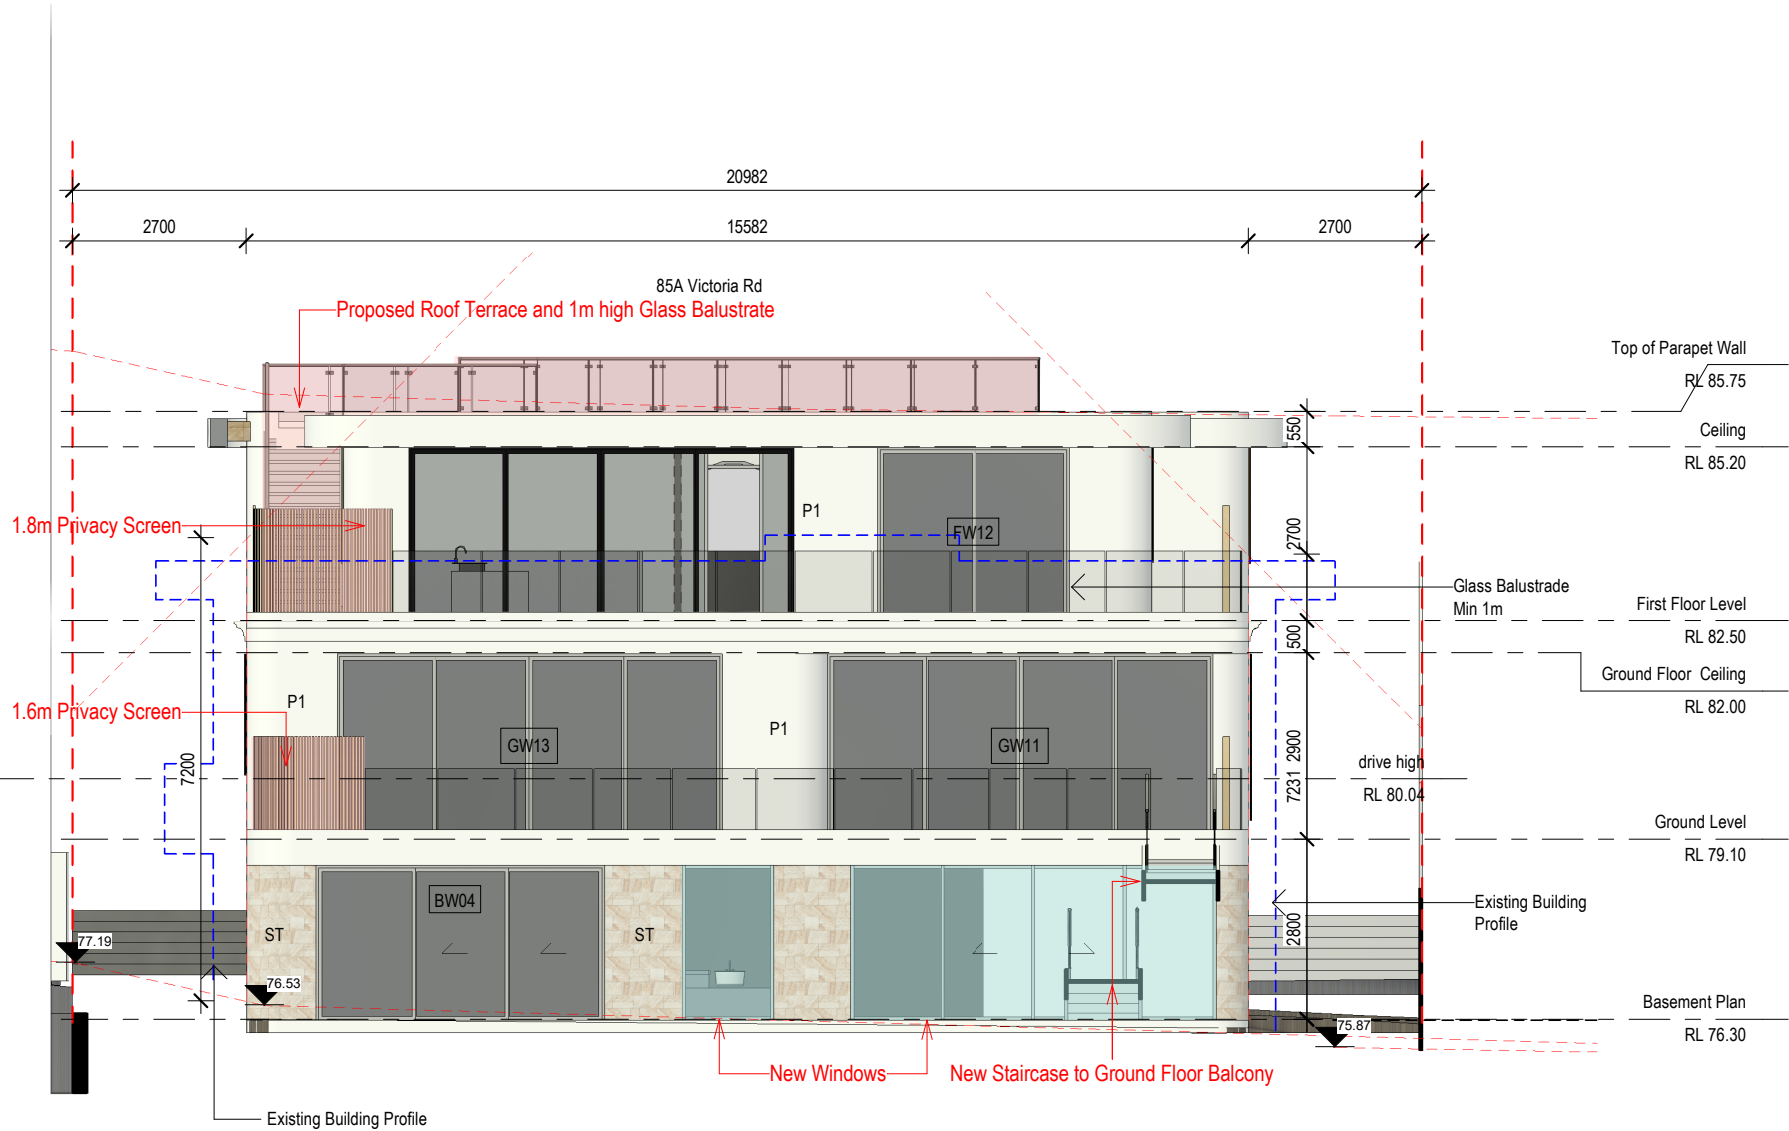 20982
2700
15582
2700
85A Victoria Rd
Proposed Roof Terrace and 1m high Glass Balustrate
Top of Parapet Wall
RL 85.75
550
Ceiling
RL 85.20
1.8m Privacy Screen
P1
FW12
2700
Glass Balustrade
Min 1m
First Floor Level
RL 82.50
500
Ground Floor Ceiling
RL 82.00
P1
1.6m Privacy Screen
P1
GW13
GW11
7200
2900
7231
drive high
RL 80.04
Ground Level
RL 79.10
BW04
Existing Building
Profile
ST
ST
2800
77.19
76.53
Basement Plan
RL 76.30
75.87
New Windows
New Staircase to Ground Floor Balcony
Existing Building Profile